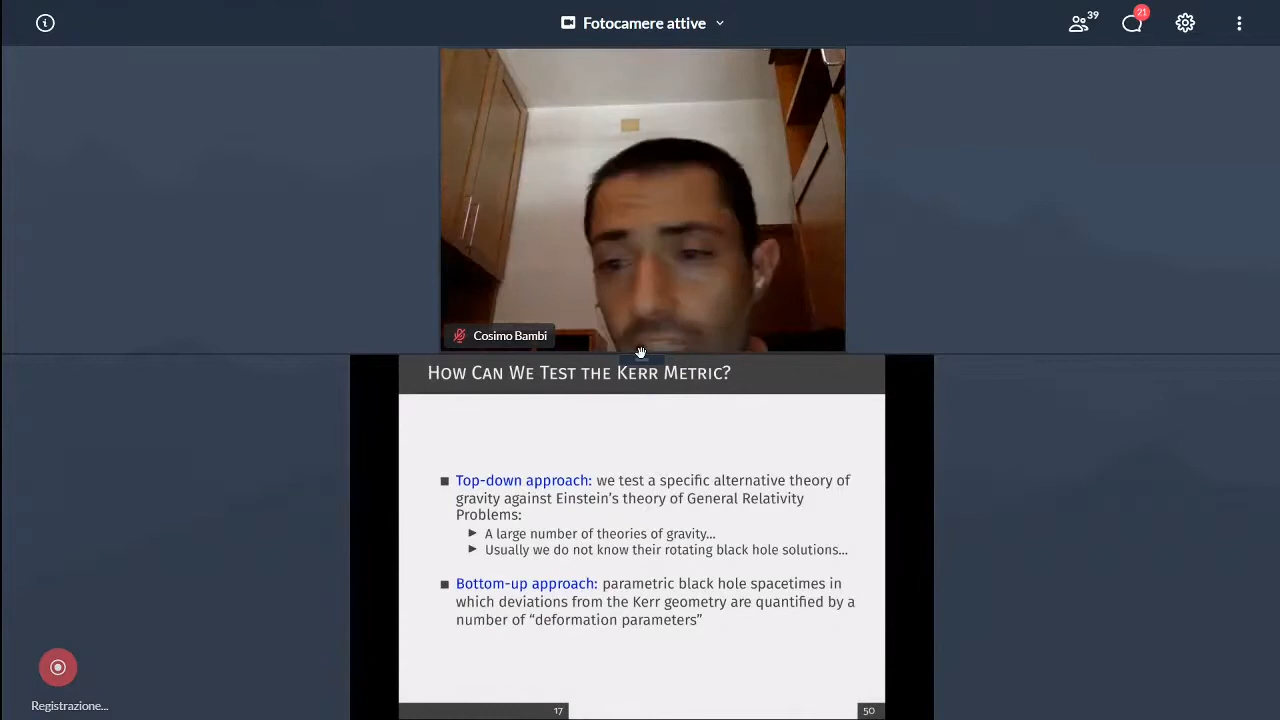 Fotocamere attive
39
21
Cosimo Bambi
How Can We Test the Kerr Metric?
Top-down approach: we test a specific alternative theory of
gravity against Einstein's theory of General Relativity
Problems:
A large number of theories of gravity...
Usually we do not know their rotating black hole solutions...
Bottom-up approach: parametric black hole spacetimes in
which deviations from the Kerr geometry are quantified by a
number of “deformation parameters”
Registrazione...
17
50